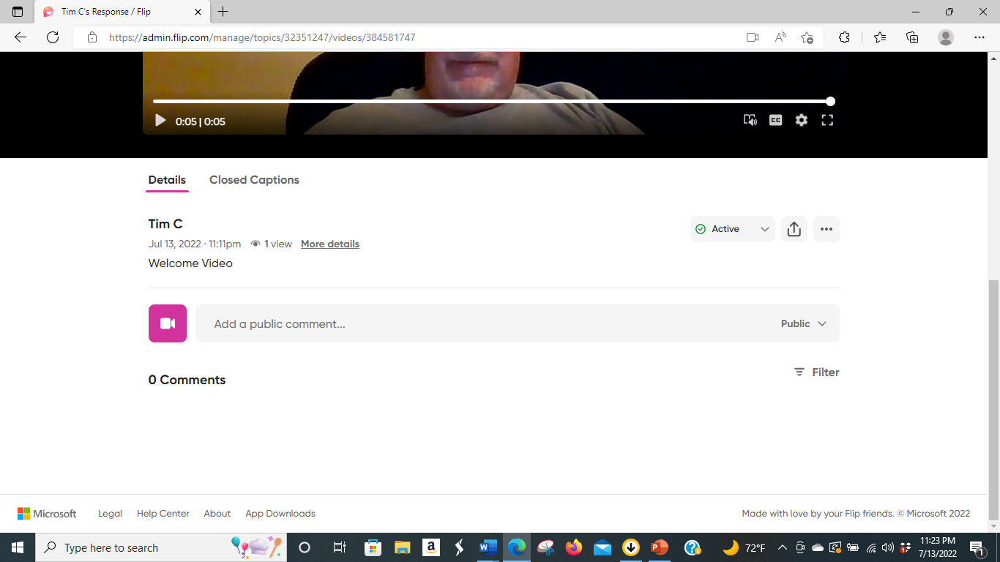 Tim C's Response / Flip
https://admin.flip.com/manage/topics/32351247/videos/384581747
0:05 | 0:05
CC
Details Closed Captions
Tim C
Active
Jul 13, 2022 · 11:11pm 1 view More details
Welcome Video
Add a public comment... Public
Filter
0 Comments
Microsoft Legal Help Center About App Downloads Made with love by your Flip friends. © Microsoft 2022
Type here to search
72°F
11:23 PM
7/13/2022
1